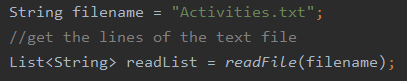 String filename = "Activities.txt";
//get the lines of the text file
List<String> readList = readFile(filename);